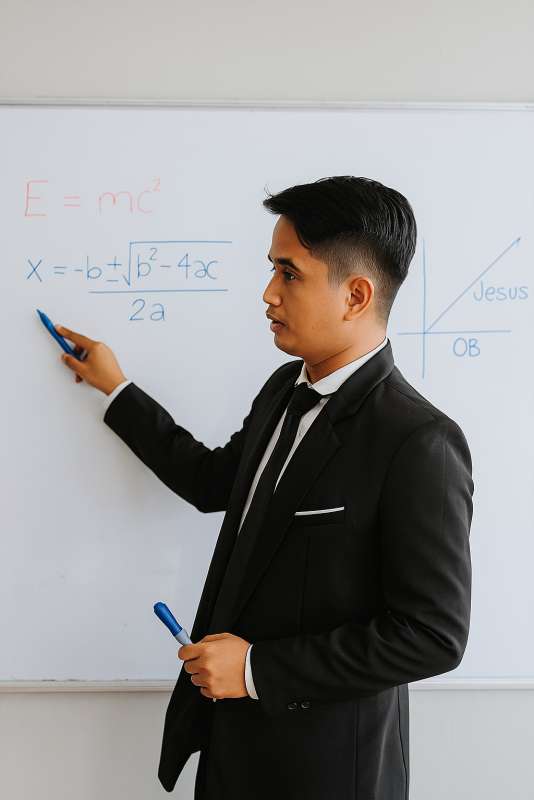 E = mc²
x = -b ± √b² - 4ac
2a
Jesus
OB